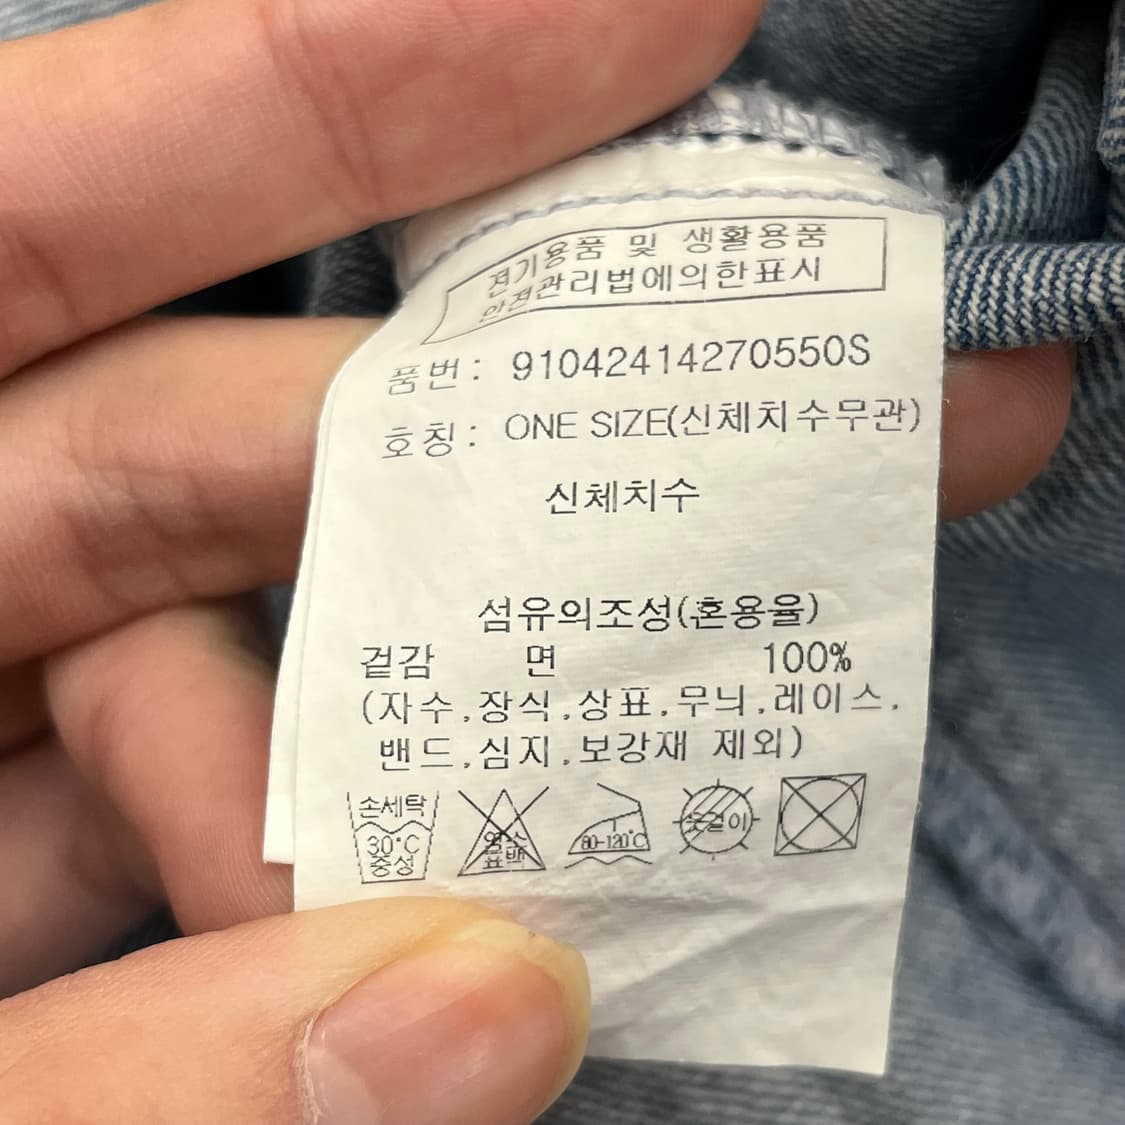 전기용품 및 생활용품
안전관리법에의한표시
품번: 91042414270550S
호칭: ONE SIZE(신체치수무관)
신체치수
섬유의조성(혼용율)
겉감 면 100%
(자수,장식,상표,무늬,레이스,
밴드,심지,보강재 제외)
손세탁
30°C
중성
염소
표백
80-120°C
옷걸이